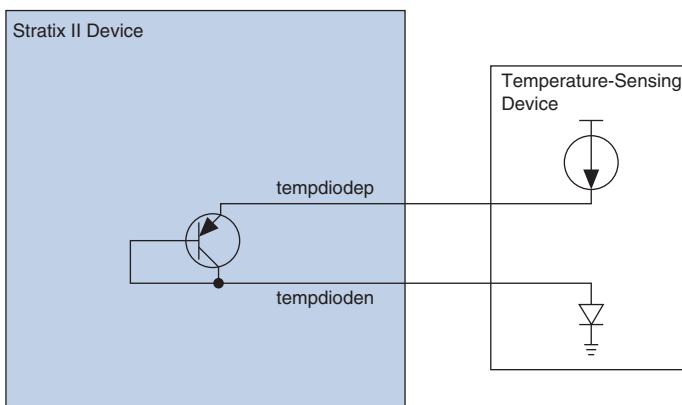 Stratix II Device
Temperature-Sensing
Device
tempdiodep
tempdioden